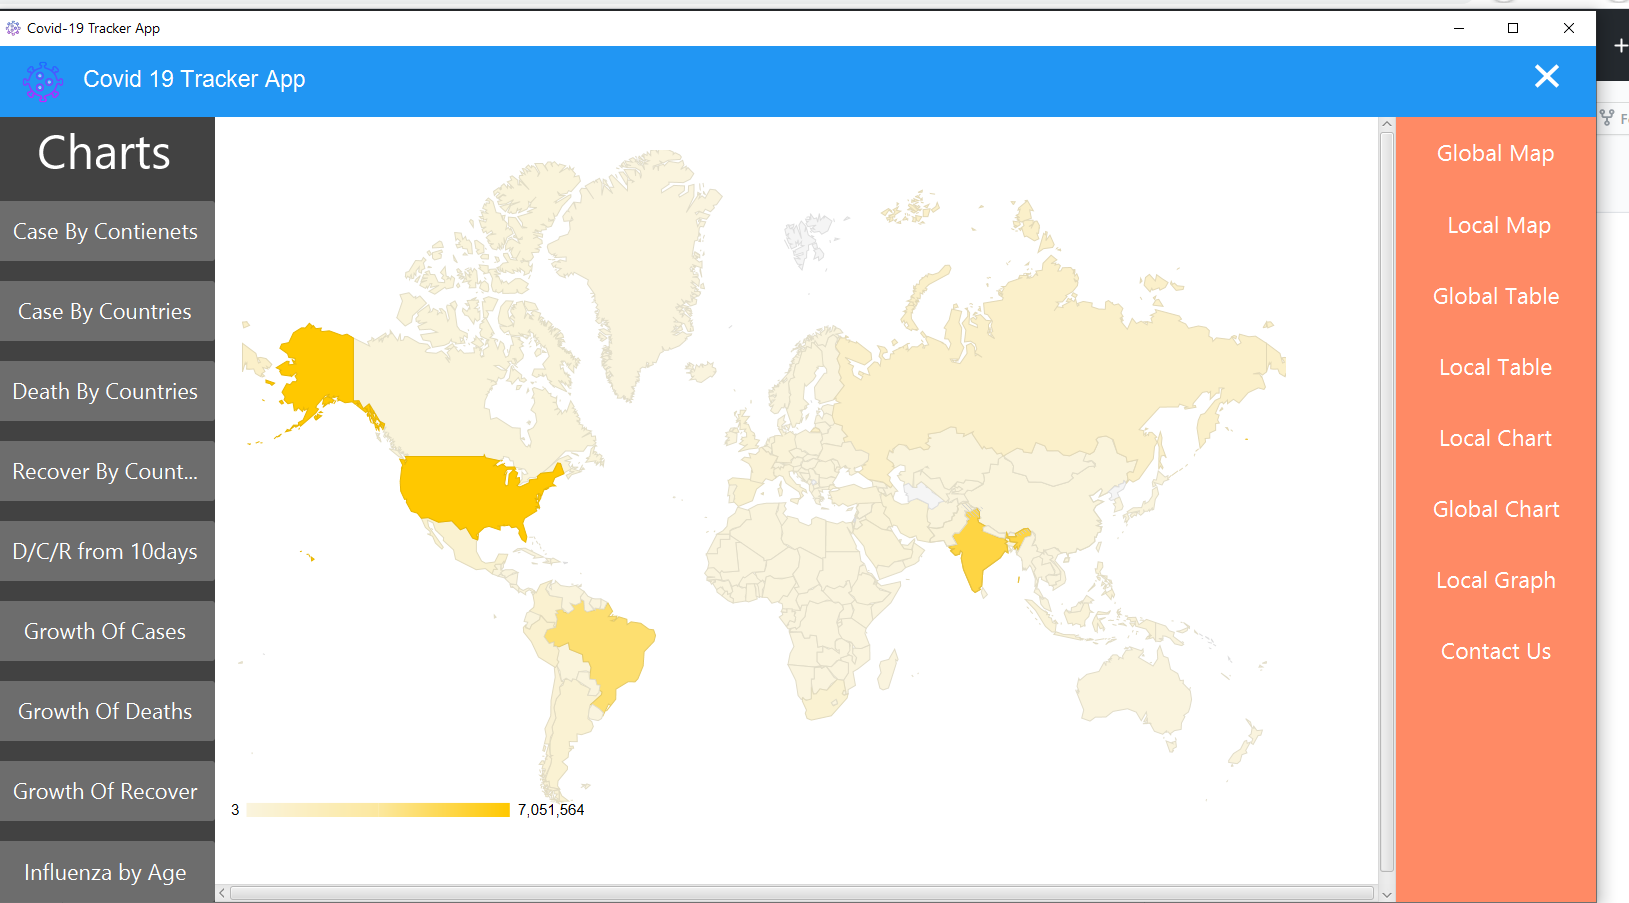 Covid-19 Tracker App
Covid 19 Tracker App
Charts
Case By Contienets
Case By Countries
Death By Countries
Recover By Count...
D/C/R from 10days
Growth Of Cases
Growth Of Deaths
Growth Of Recover
Influenza by Age
3
7,051,564
Global Map
Local Map
Global Table
Local Table
Local Chart
Global Chart
Local Graph
Contact Us